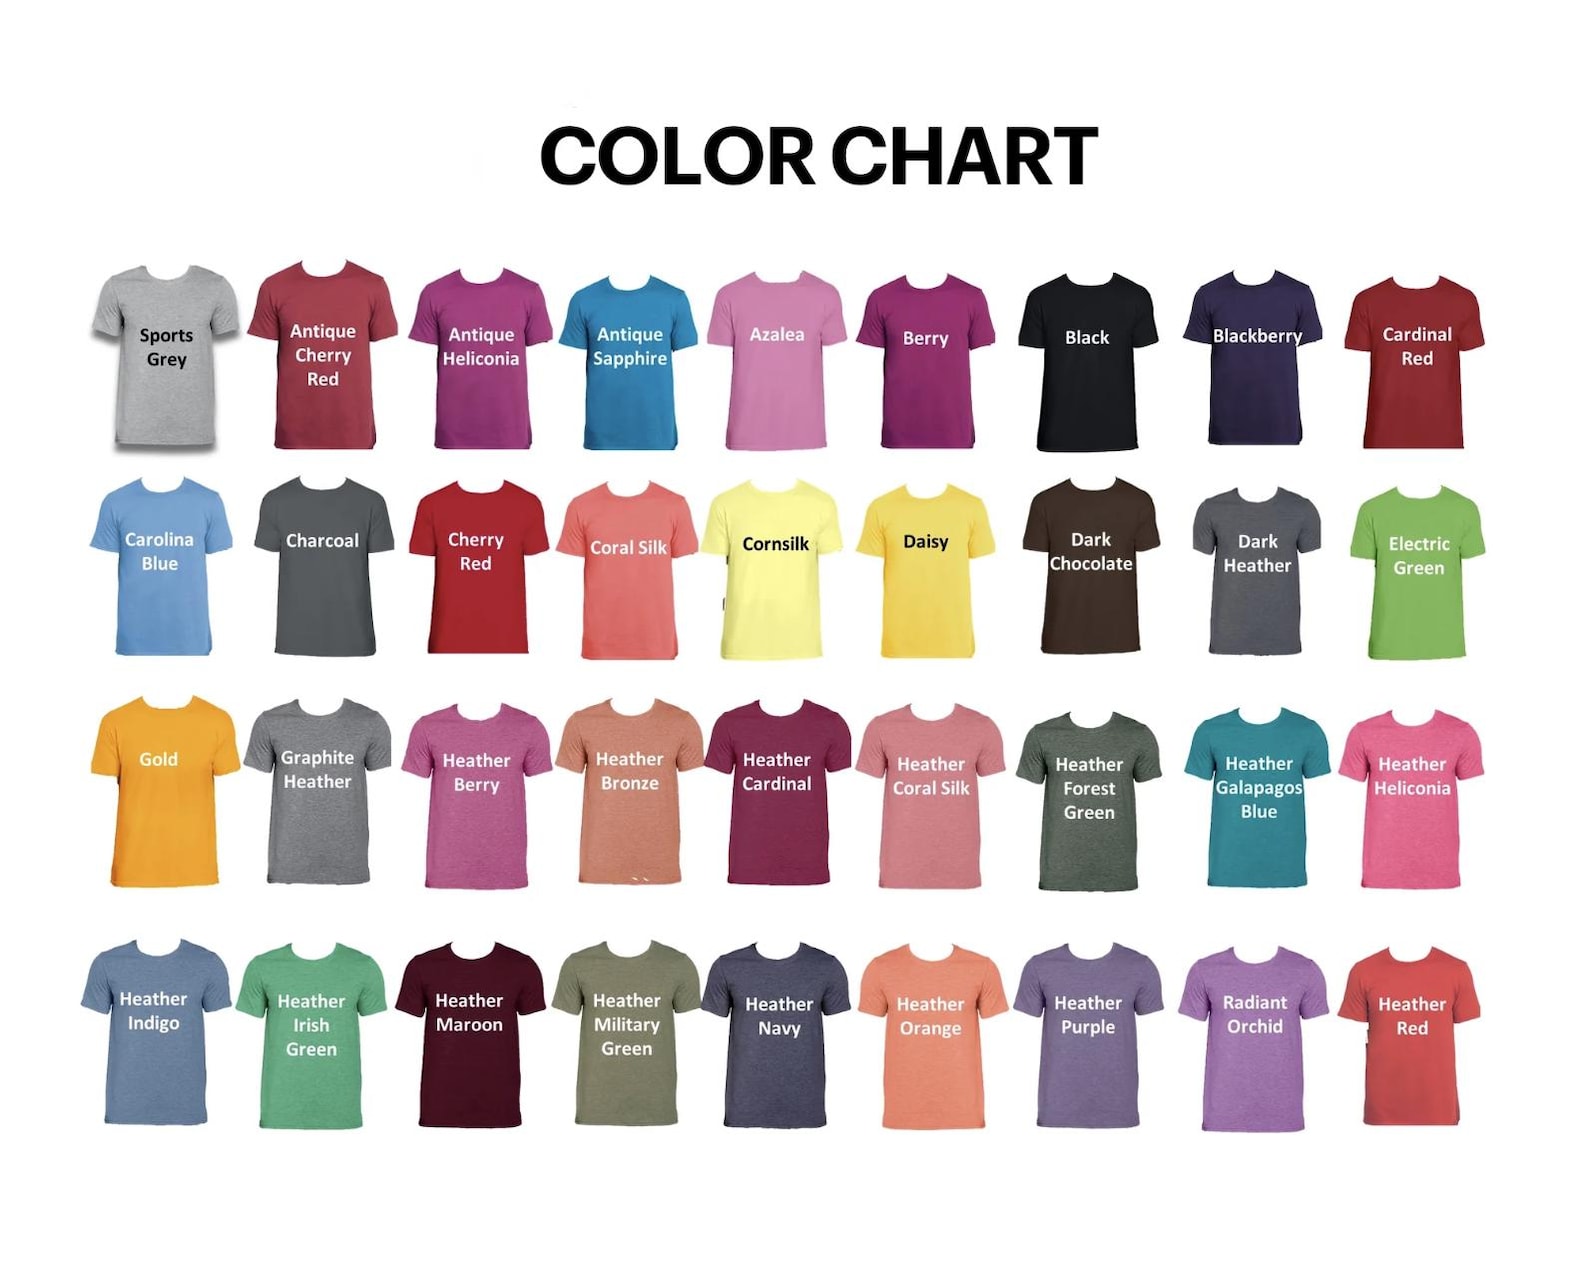 COLOR CHART
Sports
Grey
Antique
Cherry
Red
Antique
Heliconia
Antique
Sapphire
Azalea
Berry
Black
Blackberry
Cardinal
Red
Carolina
Blue
Charcoal
Cherry
Red
Coral Silk
Cornsilk
Daisy
Dark
Chocolate
Dark
Heather
Electric
Green
Gold
Graphite
Heather
Heather
Berry
Heather
Bronze
Heather
Cardinal
Heather
Coral Silk
Heather
Forest
Green
Heather
Galapagos
Blue
Heather
Heliconia
Heather
Indigo
Heather
Irish
Green
Heather
Maroon
Heather
Military
Green
Heather
Navy
Heather
Orange
Heather
Purple
Radiant
Orchid
Heather
Red